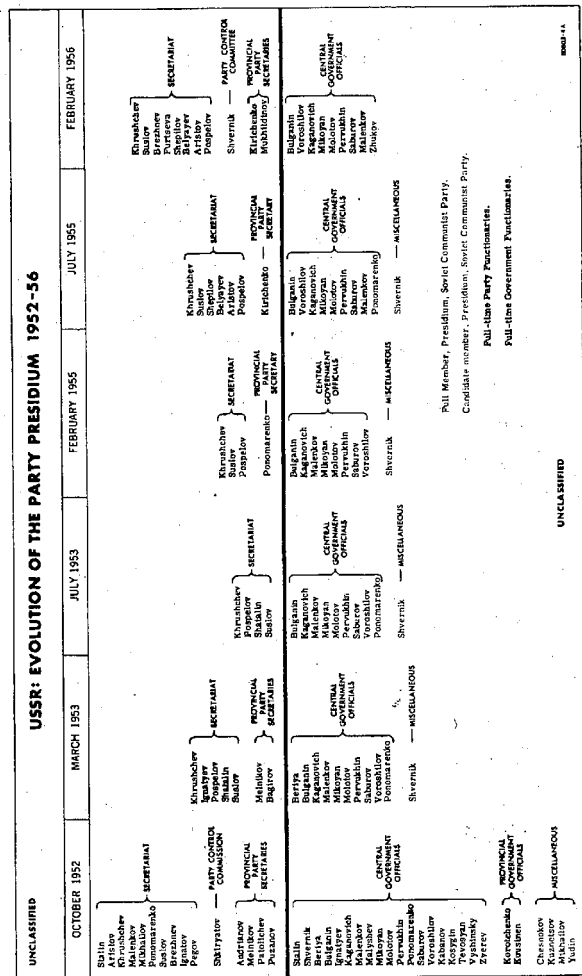 UNCLASSIFIED
USSR: EVOLUTION OF THE PARTY PRESIDIUM 1952-56
OCTOBER 1952
Stalin
Aristov
Khrushchev
Malenkov
Mikhailov
Ponomarenko
Suslov
Brezhnev
Ignatov
Pegov
SECRETARIAT
Shkiryatov — PARTY CONTROL COMMISSION
Andrianov
Melnikov
Patolichev
Puzanov
PROVINCIAL PARTY SECRETARIES
Stalin
Shvernik
Beriya
Bulganin
Ignatyev
Kaganovich
Malenkov
Malyshev
Mikoyan
Molotov
Pervukhin
Ponomarenko
Saburov
Voroshilov
Kabanov
Kosygin
Tevosyan
Vyshinsky
Zverev
CENTRAL GOVERNMENT OFFICIALS
Korotchenko
Kuusinen
PROVINCIAL GOVERNMENT OFFICIALS
Chesnokov
Kuznetsov
Mikhailov
Yudin
MISCELLANEOUS
MARCH 1953
Khrushchev
Ignatyev
Pospelov
Shatalin
Suslov
SECRETARIAT
Melnikov
Bagirov
PROVINCIAL PARTY SECRETARIES
Beriya
Bulganin
Kaganovich
Malenkov
Mikoyan
Molotov
Pervukhin
Saburov
Voroshilov
Ponomarenko
CENTRAL GOVERNMENT OFFICIALS
Shvernik — MISCELLANEOUS
JULY 1953
Khrushchev
Pospelov
Shatalin
Suslov
SECRETARIAT
Bulganin
Kaganovich
Malenkov
Mikoyan
Molotov
Pervukhin
Saburov
Voroshilov
Ponomarenko
CENTRAL GOVERNMENT OFFICIALS
Shvernik — MISCELLANEOUS
FEBRUARY 1955
Khrushchev
Suslov
Pospelov
SECRETARIAT
Ponomarenko — PROVINCIAL PARTY SECRETARY
Bulganin
Kaganovich
Malenkov
Mikoyan
Molotov
Pervukhin
Saburov
Voroshilov
CENTRAL GOVERNMENT OFFICIALS
Shvernik — MISCELLANEOUS
JULY 1955
Khrushchev
Suslov
Shepilov
Belyayev
Aristov
Pospelov
SECRETARIAT
Kirichenko — PROVINCIAL PARTY SECRETARY
Bulganin
Voroshilov
Kaganovich
Mikoyan
Molotov
Pervukhin
Saburov
Malenkov
Ponomarenko
CENTRAL GOVERNMENT OFFICIALS
Shvernik — MISCELLANEOUS
FEBRUARY 1956
Khrushchev
Suslov
Brezhnev
Furtseva
Shepilov
Belyayev
Aristov
Pospelov
SECRETARIAT
Shvernik — PARTY CONTROL COMMITTEE
Kirichenko
Mukhitdinov
PROVINCIAL PARTY SECRETARIES
Bulganin
Voroshilov
Kaganovich
Mikoyan
Molotov
Pervukhin
Saburov
Malenkov
Zhukov
CENTRAL GOVERNMENT OFFICIALS
Full Member, Presidium, Soviet Communist Party.
Candidate member, Presidium, Soviet Communist Party.
Full-time Party Functionaries.
Full-time Government Functionaries.
UNCLASSIFIED